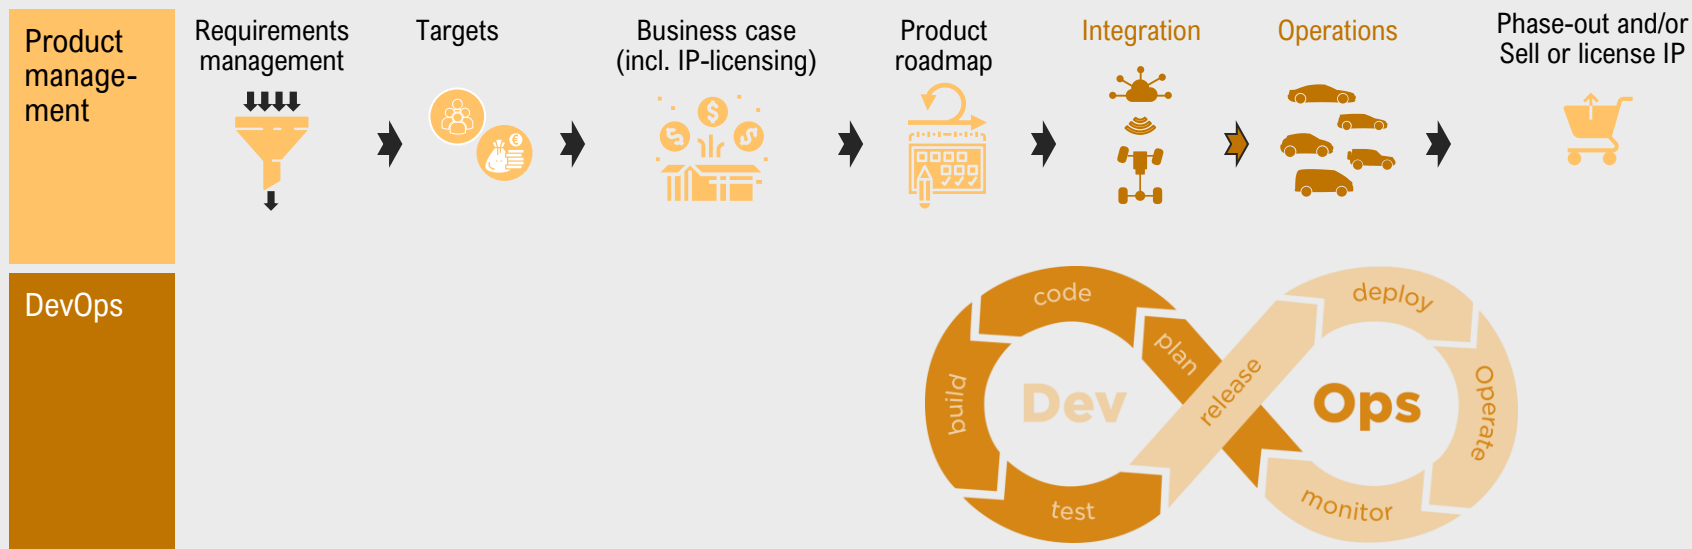 Product
manage-
ment
Requirements
management
Targets
Business case
(incl. IP-licensing)
Product
roadmap
Integration
Operations
Phase-out and/or
Sell or license IP
$
$
$
€
DevOps
code
plan
build
test
release
deploy
Operate
monitor
Dev
Ops